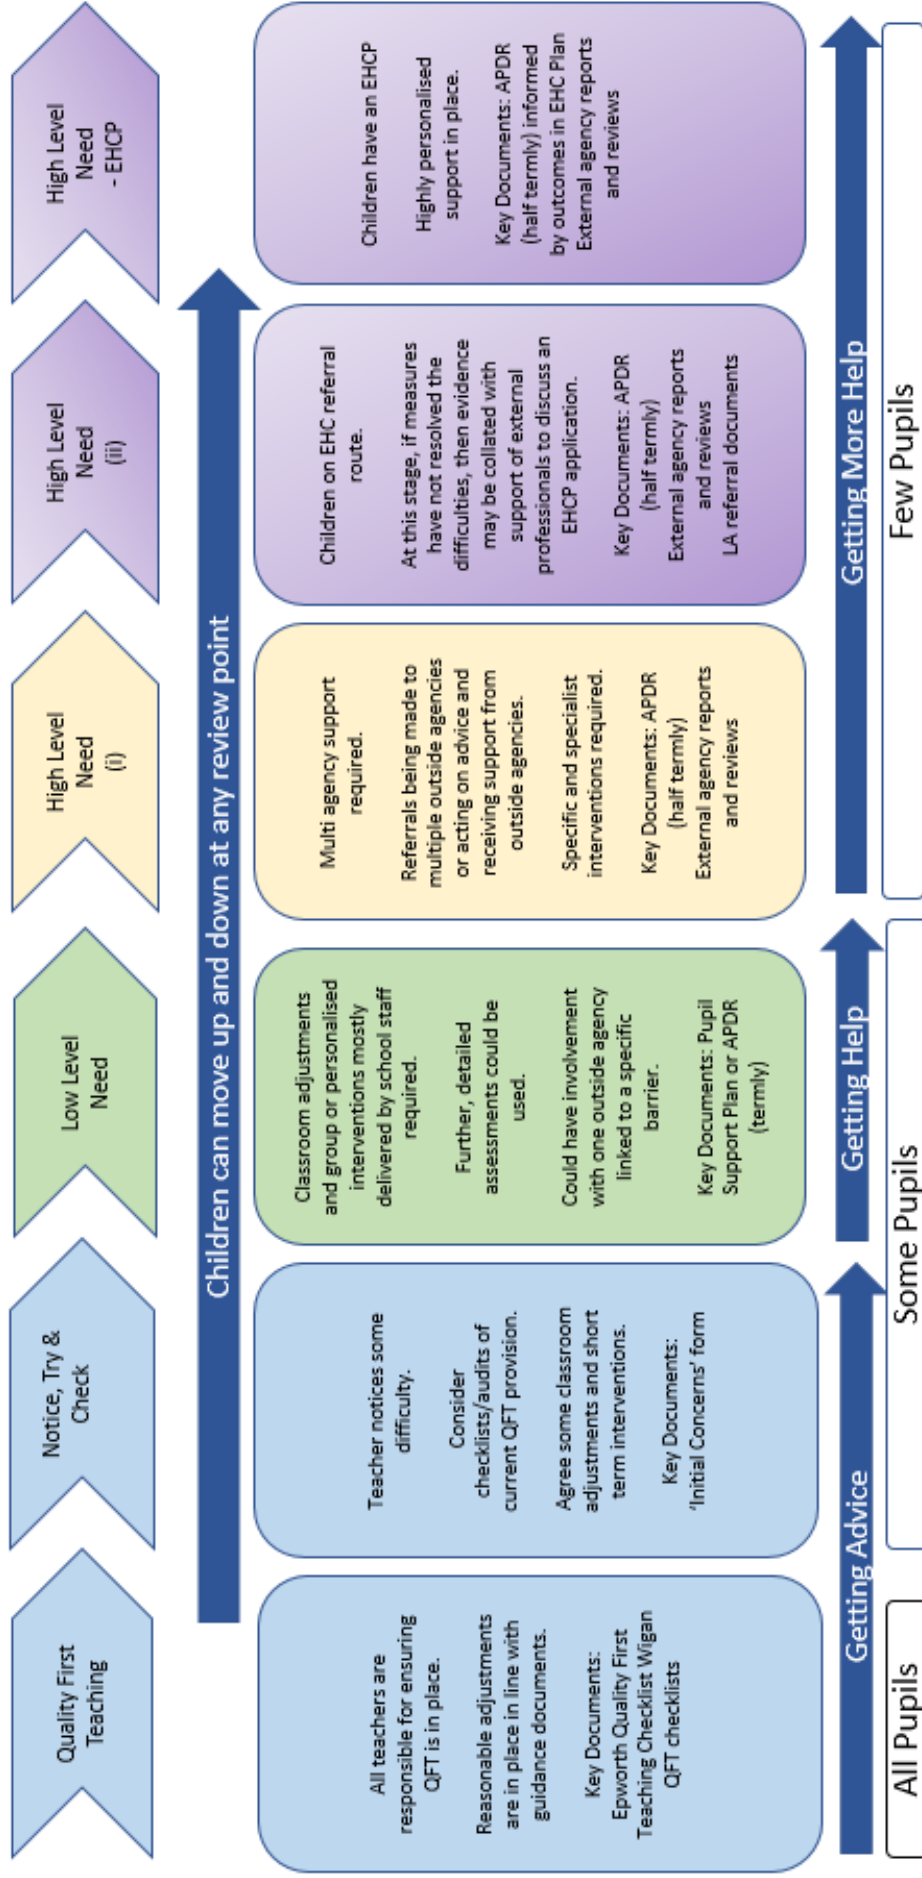 Quality First
Teaching
Notice, Try &
Check
Low Level
Need
High Level
Need
(i)
High Level
Need
(ii)
High Level
Need
- EHCP
Children can move up and down at any review point
All teachers are
responsible for ensuring
QFT is in place.
Reasonable adjustments
are in place in line with
guidance documents.
Key Documents:
Epworth Quality First
Teaching Checklist Wigan
QFT checklists
Teacher notices some
difficulty.
Consider
checklists/audits of
current QFT provision.
Agree some classroom
adjustments and short
term interventions.
Key Documents:
'Initial Concerns' form
Classroom adjustments
and group or personalised
interventions mostly
delivered by school staff
required.
Further, detailed
assessments could be
used.
Could have involvement
with one outside agency
linked to a specific
barrier.
Key Documents: Pupil
Support Plan or APDR
(termly)
Multi agency support
required.
Referrals being made to
multiple outside agencies
or acting on advice and
receiving support from
outside agencies.
Specific and specialist
interventions required.
Key Documents: APDR
(half termly)
External agency reports
and reviews
Children on EHC referral
route.
At this stage, if measures
have not resolved the
difficulties, then evidence
may be collated with
support of external
professionals to discuss an
EHCP application.
Key Documents: APDR
(half termly)
External agency reports
and reviews
LA referral documents
Children have an EHCP
Highly personalised
support in place.
Key Documents: APDR
(half termly) informed
by outcomes in EHC Plan
External agency reports
and reviews
Getting Advice
Getting Help
Getting More Help
All Pupils
Some Pupils
Few Pupils